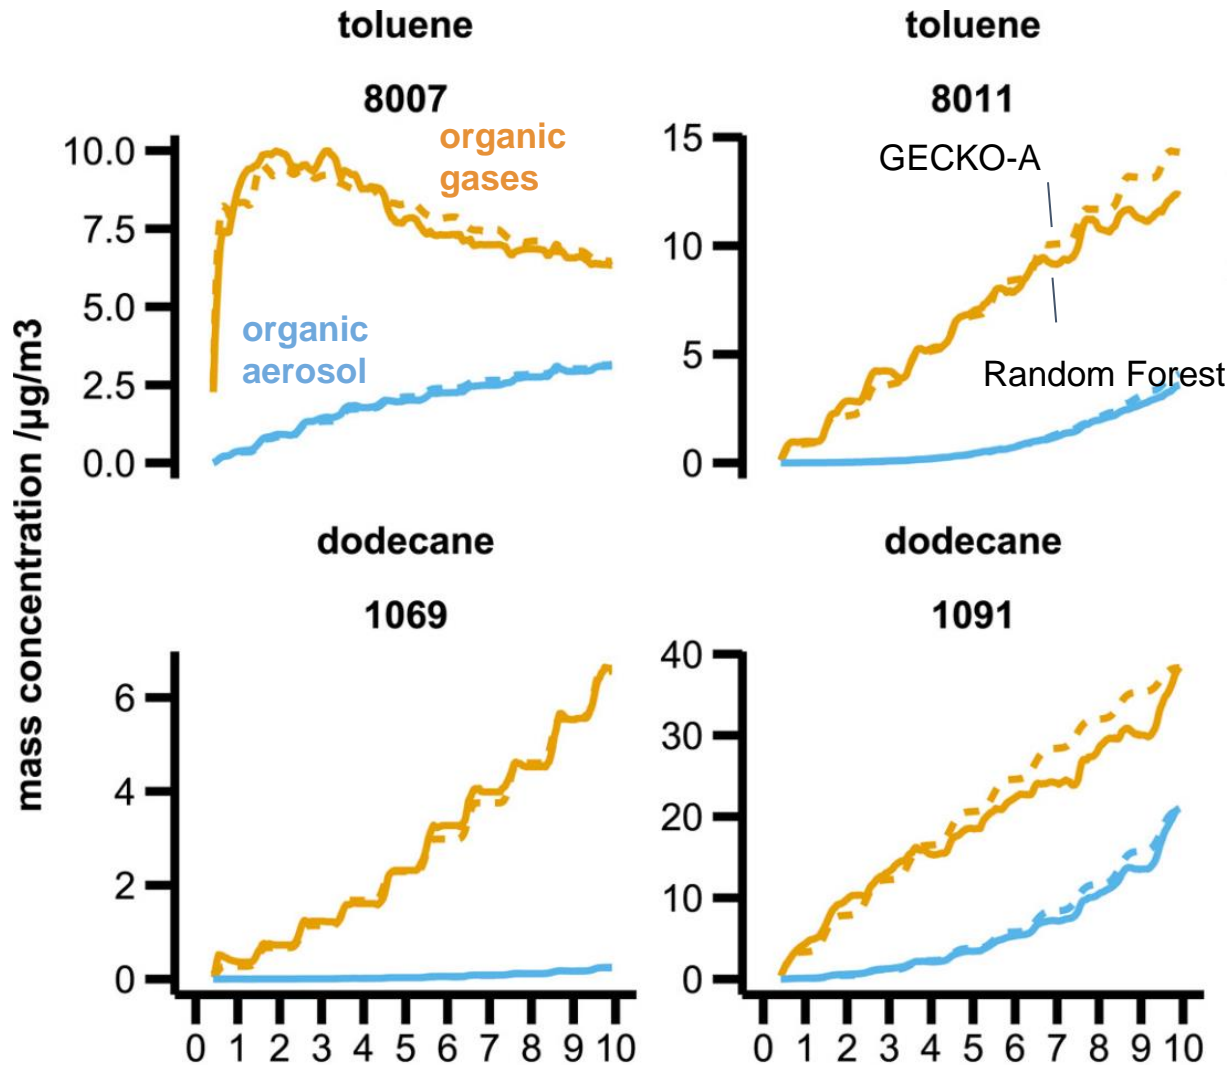 toluene
8007
organic
gases
10.0
7.5
5.0
2.5
0.0
organic
aerosol
toluene
8011
GECKO-A
Random Forest
15
10
5
0
mass concentration /µg/m3
dodecane
1069
6
4
2
0
0 1 2 3 4 5 6 7 8 9 10
dodecane
1091
40
30
20
10
0
0 1 2 3 4 5 6 7 8 9 10